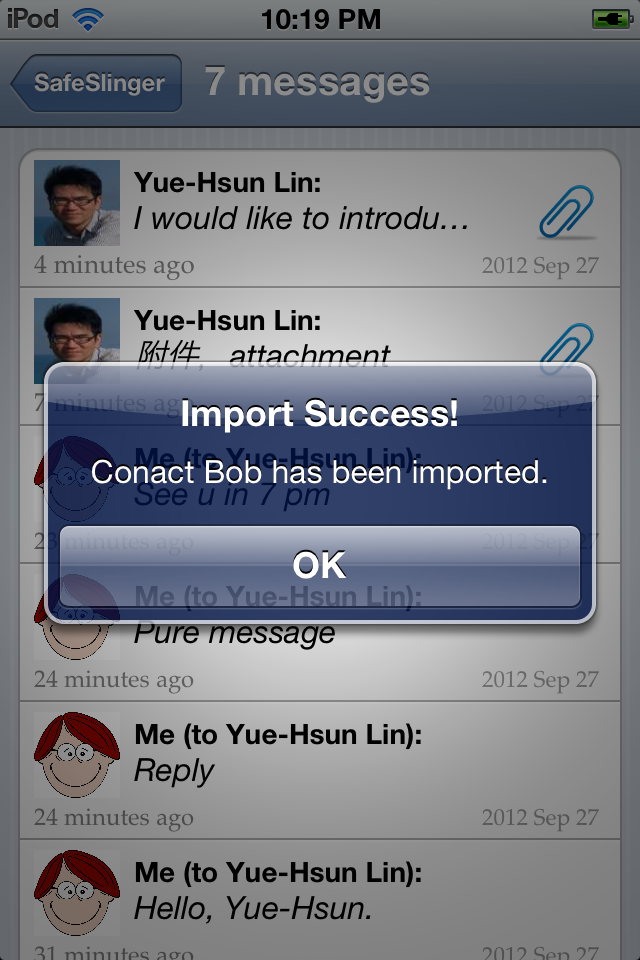 iPod 10:19 PM
SafeSlinger 7 messages
Yue-Hsun Lin:
I would like to introdu...
4 minutes ago 2012 Sep 27
Yue-Hsun Lin:
附件， attachment
7 minutes ago 2012 Sep 27
Import Success!
Me (to Yue-Hsun Lin):
Conact Bob has been imported.
See u in 7 pm
23 minutes ago 2012 Sep 27
OK
Me (to Yue-Hsun Lin):
Pure message
24 minutes ago 2012 Sep 27
Me (to Yue-Hsun Lin):
Reply
24 minutes ago 2012 Sep 27
Me (to Yue-Hsun Lin):
Hello, Yue-Hsun.
31 minutes ago 2012 Sep 27